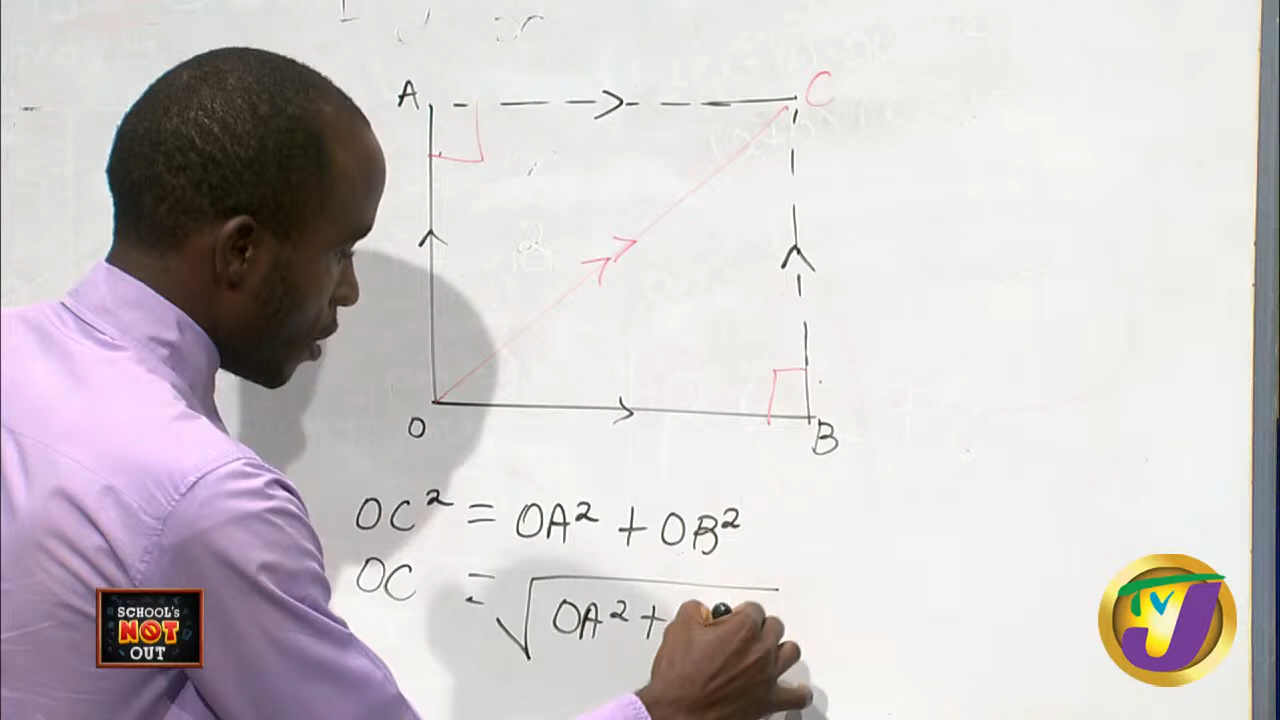 A C
O B
OC² = OA² + OB²
OC = √OA² +
SCHOOL'S
NOT
OUT
TVJ